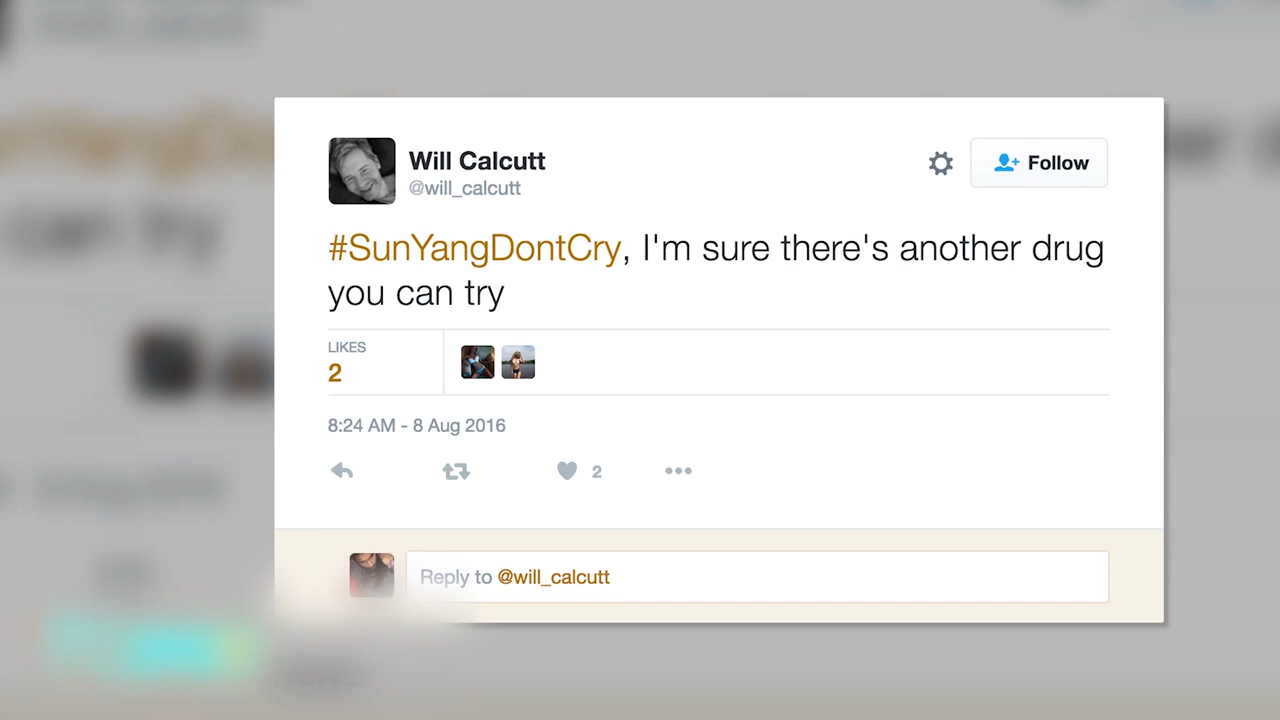 Will Calcutt
@will_calcutt
Follow
#SunYangDontCry, I'm sure there's another drug
you can try
LIKES
2
8:24 AM - 8 Aug 2016
2
Reply to @will_calcutt